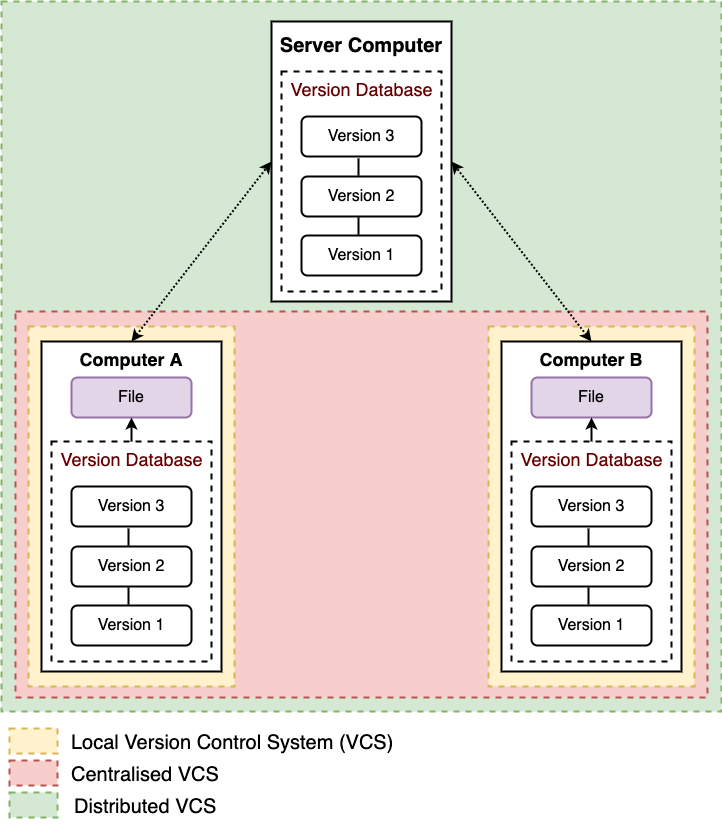 Server Computer
Version Database
Version 3
Version 2
Version 1
Computer A
File
Version Database
Version 3
Version 2
Version 1
Computer B
File
Version Database
Version 3
Version 2
Version 1
Local Version Control System (VCS)
Centralised VCS
Distributed VCS